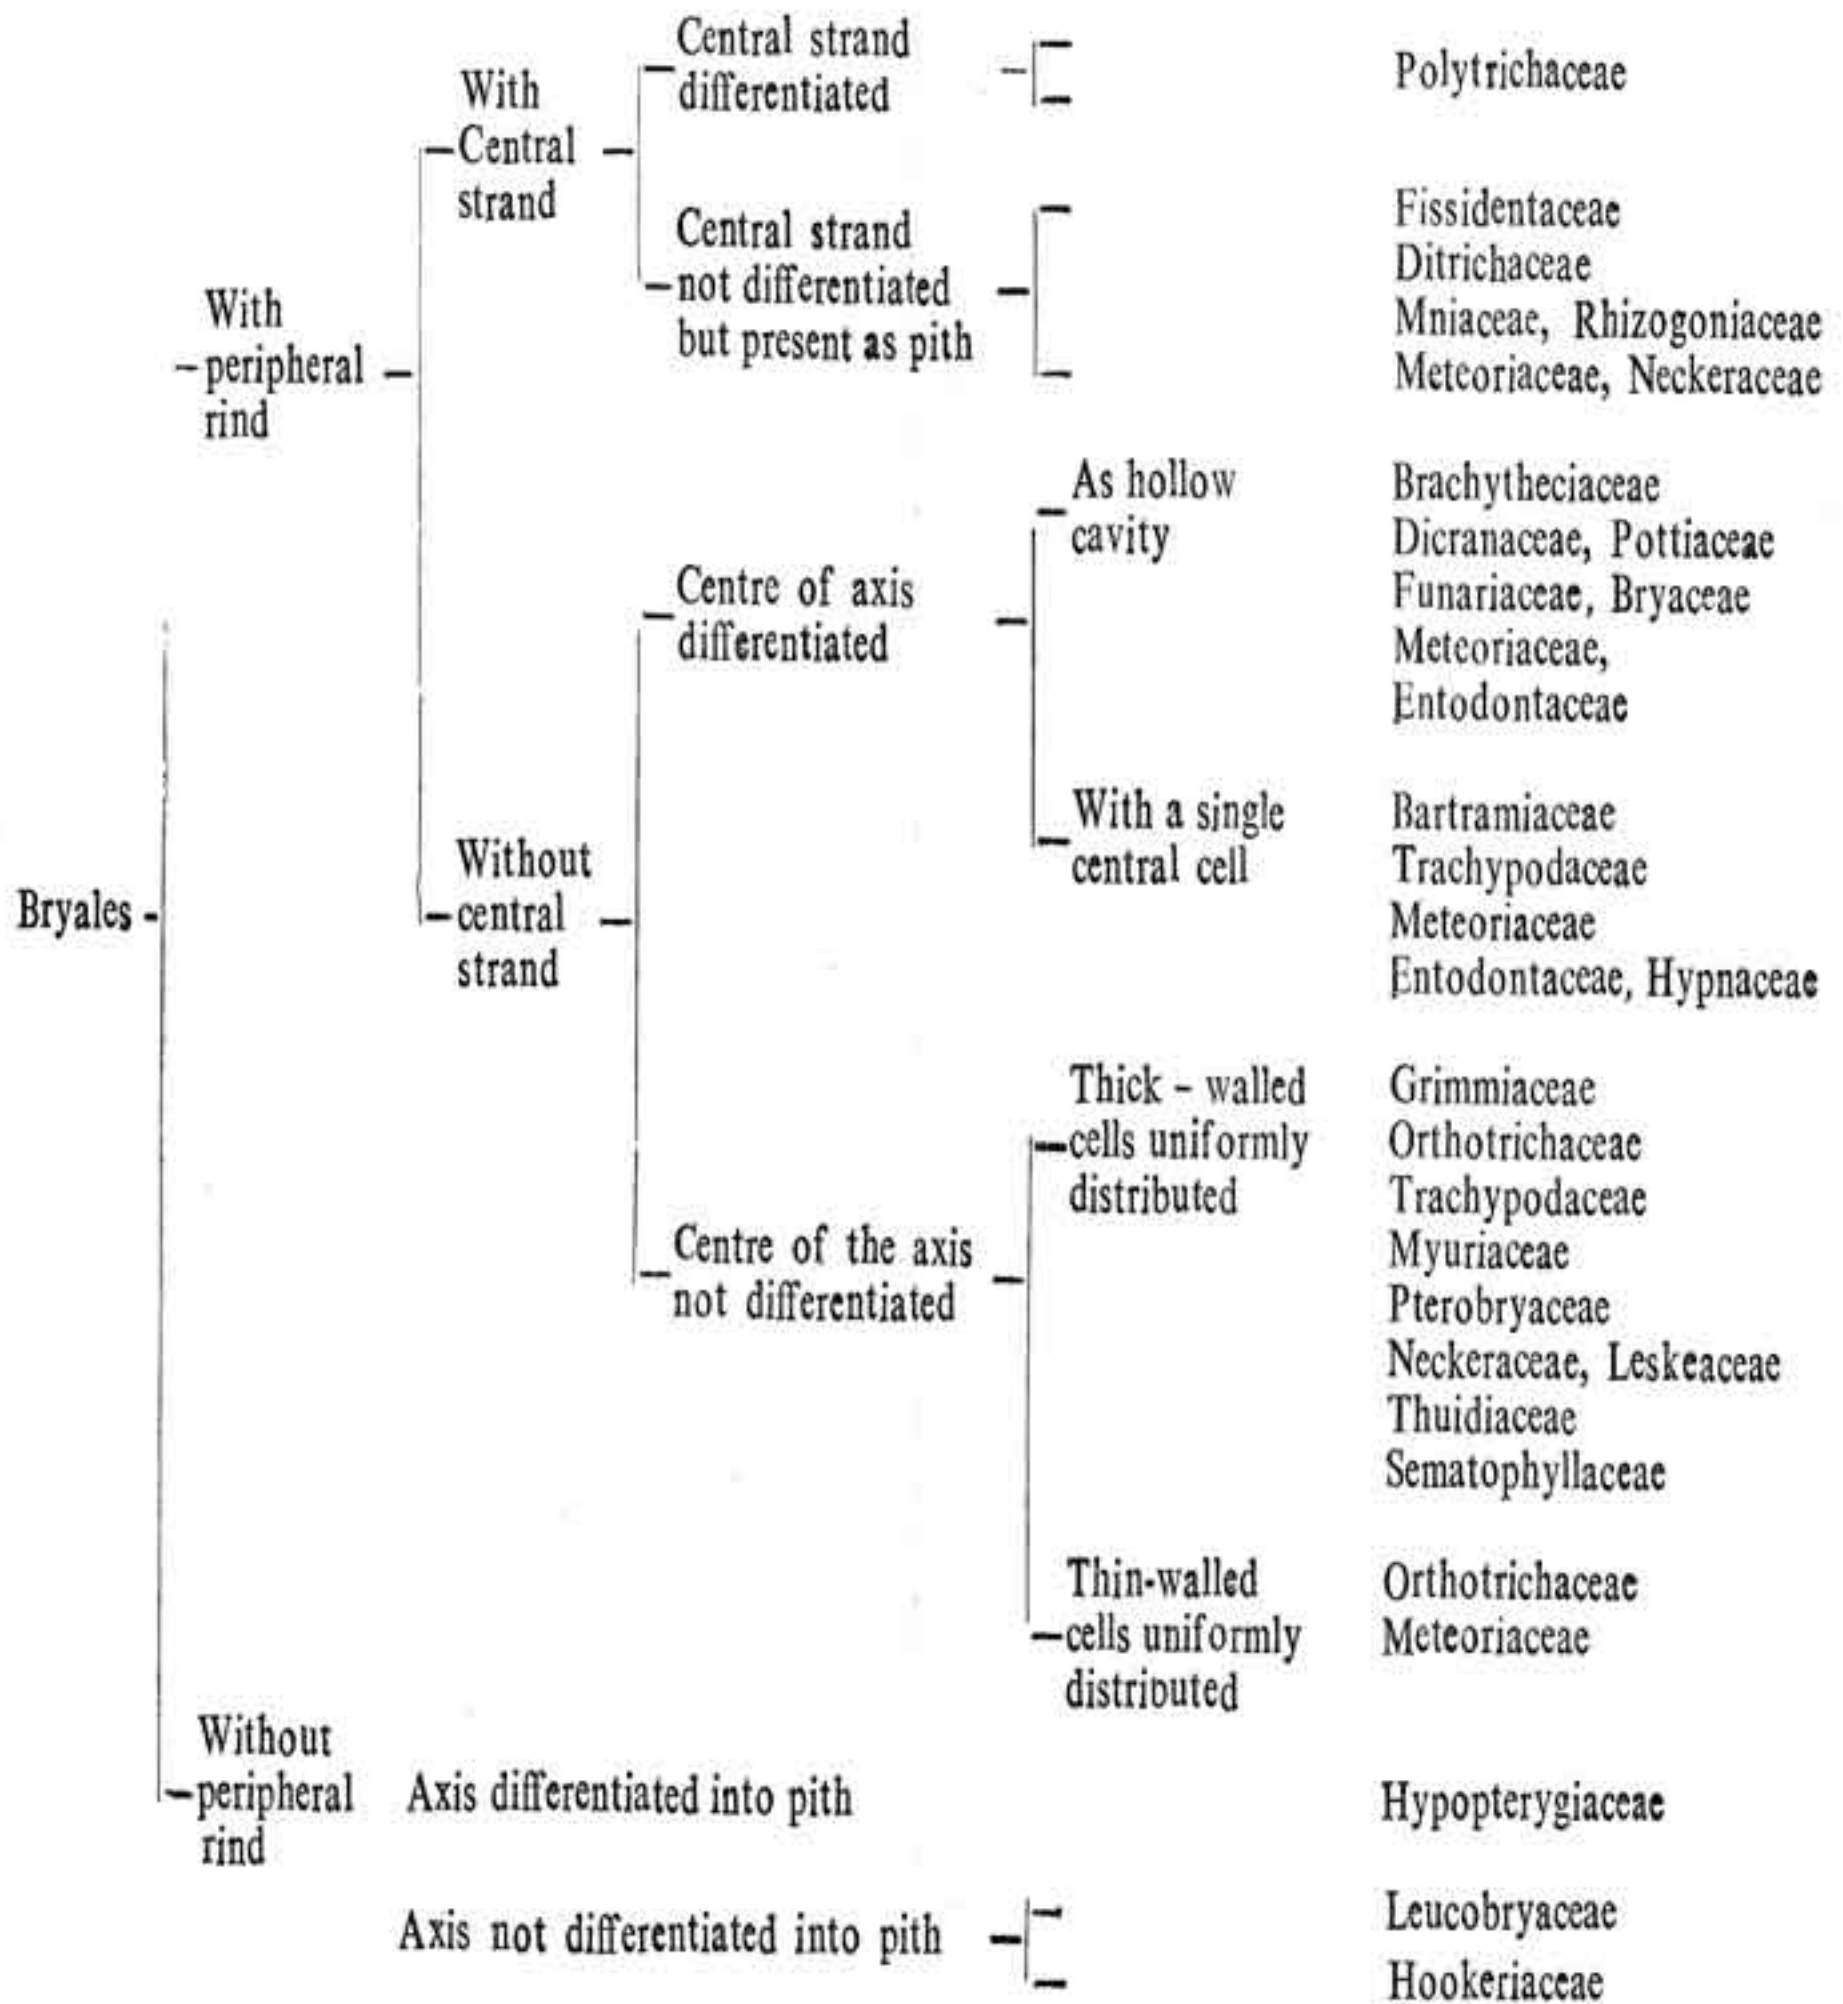 Central strand
differentiated
Polytrichaceae
With
Central
strand
Central strand
not differentiated
but present as pith
Fissidentaceae
Ditrichaceae
Mniaceae, Rhizogoniaceae
Meteoriaceae, Neckeraceae
With
peripheral
rind
As hollow
cavity
Brachytheciaceae
Dicranaceae, Pottiaceae
Funariaceae, Bryaceae
Meteoriaceae,
Entodontaceae
Centre of axis
differentiated
With a single
central cell
Bartramiaceae
Trachypodaceae
Meteoriaceae
Entodontaceae, Hypnaceae
Without
central
strand
Bryales
Thick - walled
cells uniformly
distributed
Grimmiaceae
Orthotrichaceae
Trachypodaceae
Myuriaceae
Pterobryaceae
Neckeraceae, Leskeaceae
Thuidiaceae
Sematophyllaceae
Centre of the axis
not differentiated
Thin-walled
cells uniformly
distributed
Orthotrichaceae
Meteoriaceae
Without
peripheral
rind
Axis differentiated into pith
Hypopterygiaceae
Axis not differentiated into pith
Leucobryaceae
Hookeriaceae